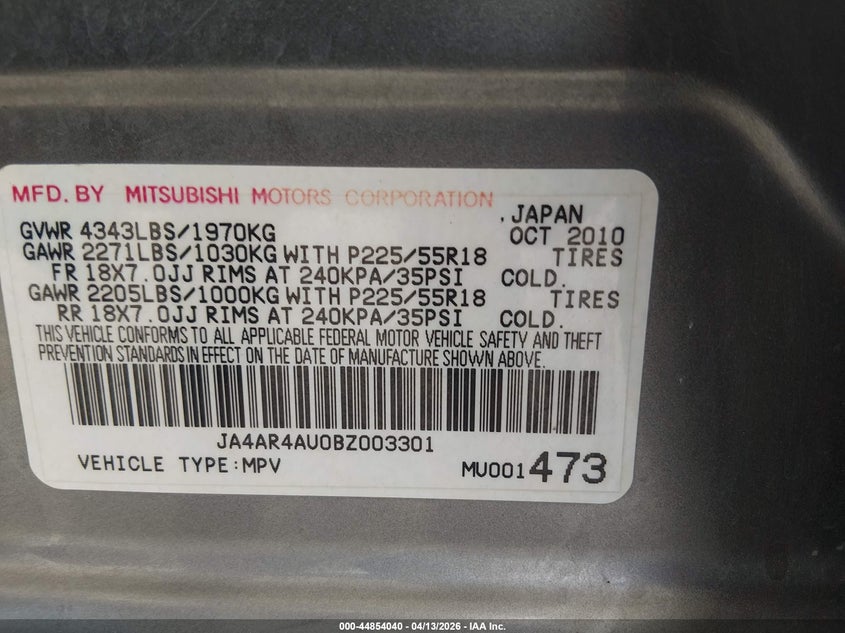 MFD. BY MITSUBISHI MOTORS CORPORATION
.JAPAN
GVWR 4343LBS/1970KG OCT 2010
GAWR 2271LBS/1030KG WITH P225/55R18 TIRES
FR 18X7.0JJ RIMS AT 240KPA/35PSI COLD.
GAWR 2205LBS/1000KG WITH P225/55R18 TIRES
RR 18X7.0JJ RIMS AT 240KPA/35PSI COLD.
THIS VEHICLE CONFORMS TO ALL APPLICABLE FEDERAL MOTOR VEHICLE SAFETY AND THEFT
PREVENTION STANDARDS IN EFFECT ON THE DATE OF MANUFACTURE SHOWN ABOVE.
JA4AR4AU0BZ003301
VEHICLE TYPE:MPV MU001473
000-44854040 - 04/13/2026 - IAA Inc.